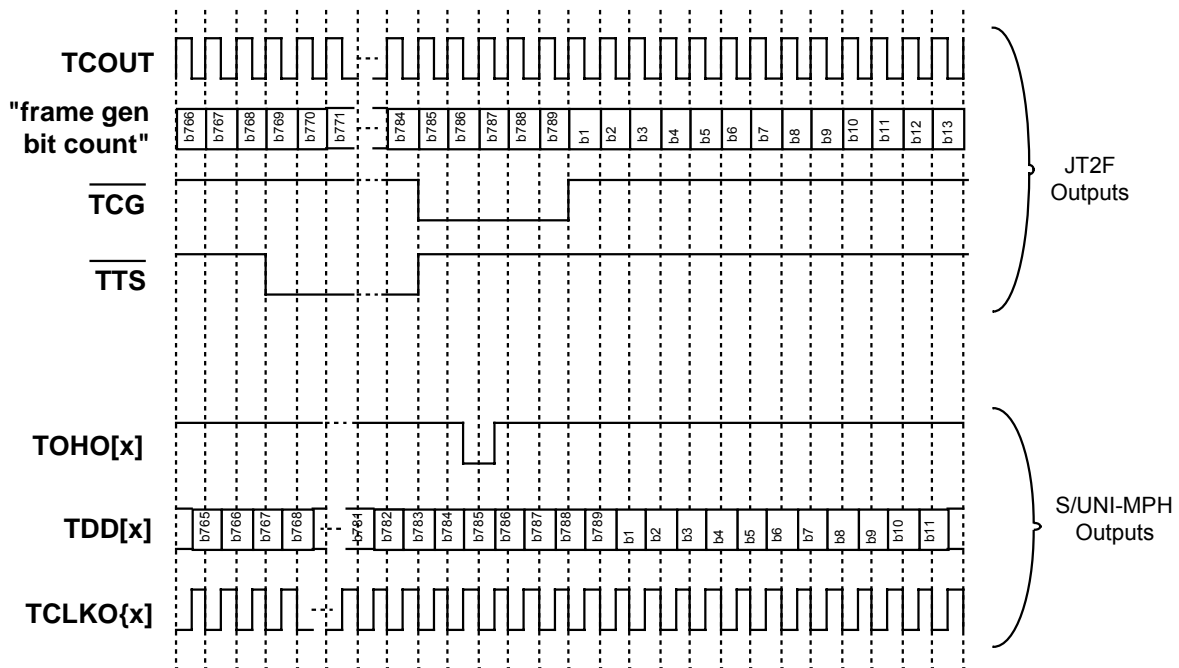 TCOUT
"frame gen
bit count"
b766 b767 b768 b769 b770 b771 b784 b785 b786 b787 b788 b789 b1 b2 b3 b4 b5 b6 b7 b8 b9 b10 b11 b12 b13
TCG
TTS
JT2F
Outputs
TOHO[x]
TDD[x]
b765 b766 b767 b768 b781 b782 b783 b784 b785 b786 b787 b788 b789 b1 b2 b3 b4 b5 b6 b7 b8 b9 b10 b11
TCLKO{x]
S/UNI-MPH
Outputs